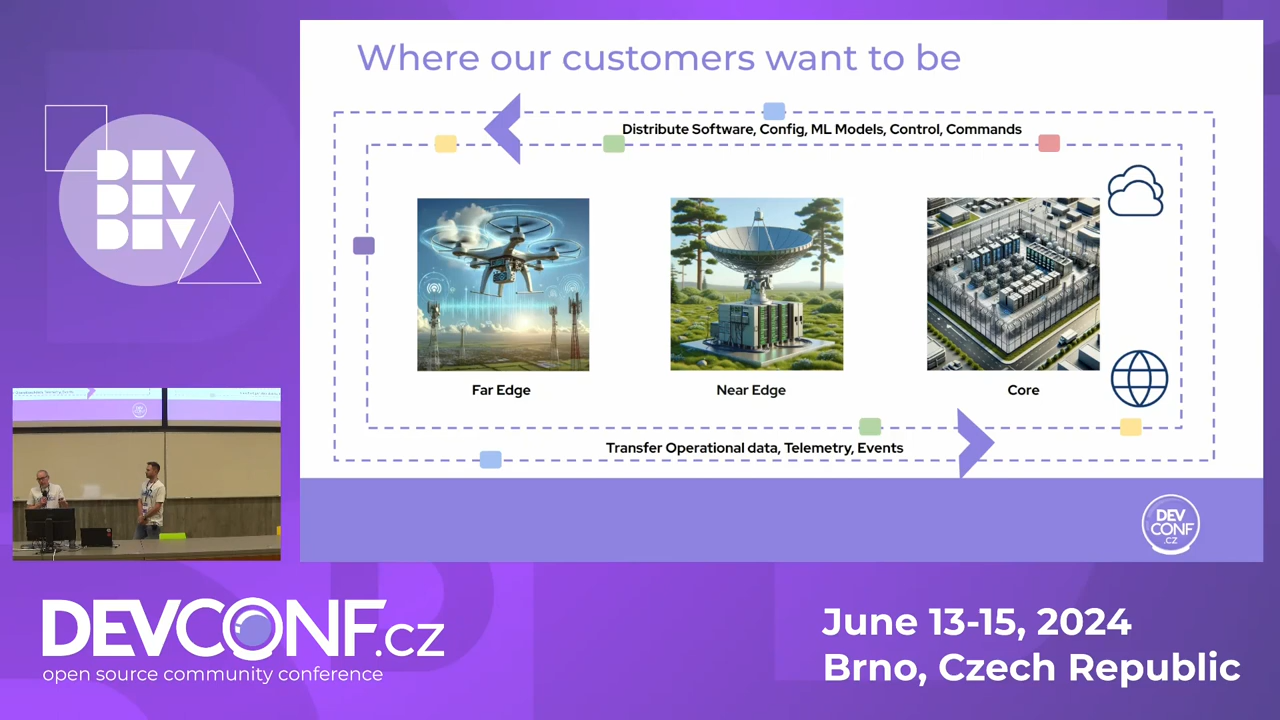 Where our customers want to be
Distribute Software, Config, ML Models, Control, Commands
Far Edge
Near Edge
Core
Transfer Operational data, Telemetry, Events
DEV
CONF
.CZ
DEV
DEV
DEV
DEVCONF.cz
open source community conference
June 13-15, 2024
Brno, Czech Republic